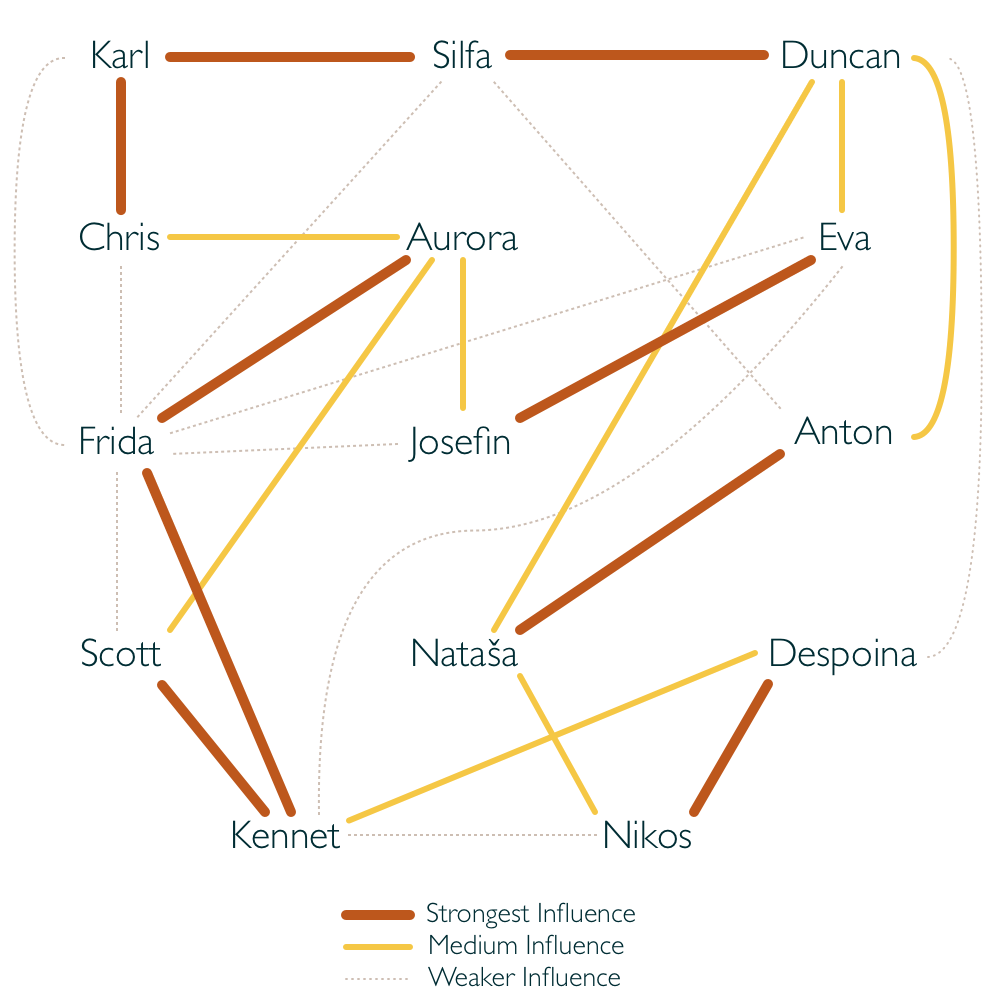 Karl Silfa Duncan
Chris Aurora Eva
Frida Josefin Anton
Scott Nataša Despoina
Kennet Nikos
Strongest Influence
Medium Influence
Weaker Influence